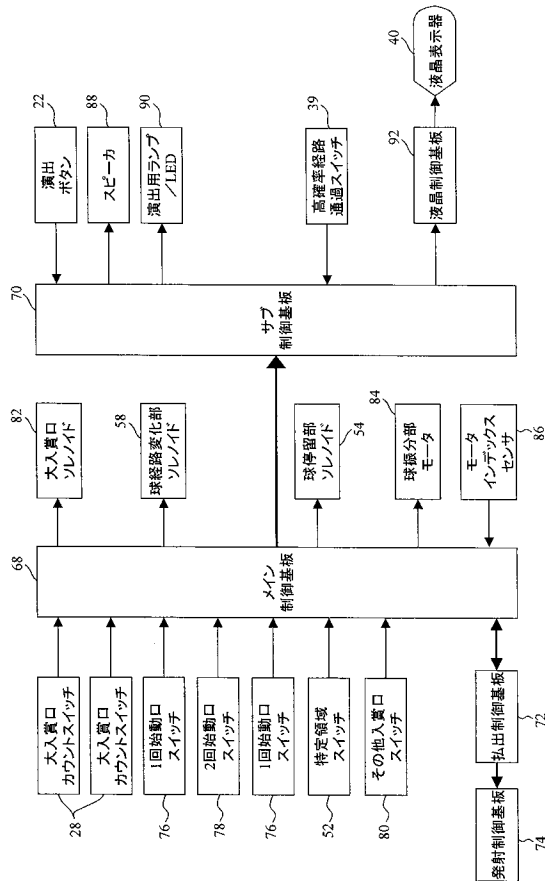 大入賞口
カウントスイッチ
大入賞口
カウントスイッチ
28
1回始動口
スイッチ
76
2回始動口
スイッチ
78
1回始動口
スイッチ
76
特定領域
スイッチ
52
その他入賞口
スイッチ
80
発射制御基板
74
払出制御基板
72
68
メイン
制御基板
大入賞口
ソレノイド
82
球経路変化部
ソレノイド
58
球停留部
ソレノイド
54
球振分部
モータ
84
モータ
インデックス
センサ
86
70
サブ
制御基板
演出
ボタン
22
スピーカ
88
演出用ランプ
/LED
90
高確率経路
通過スイッチ
39
液晶制御基板
92
液晶表示器
40